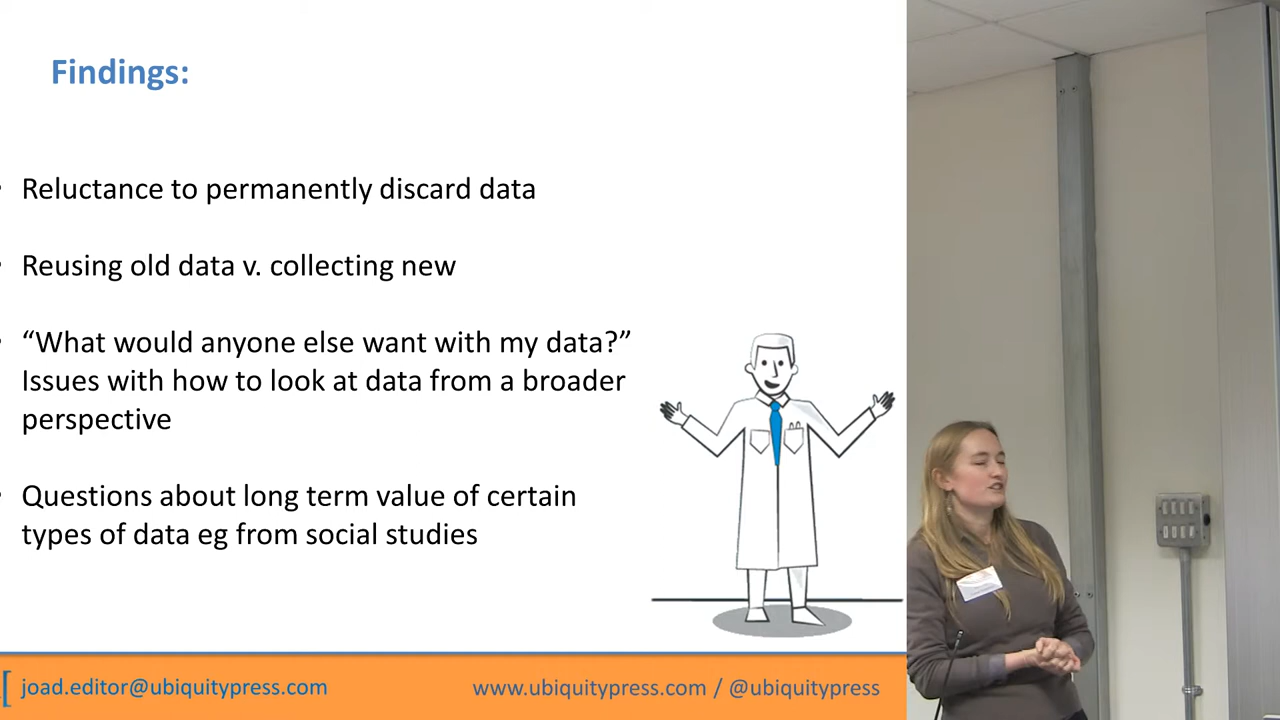 Findings:
Reluctance to permanently discard data
Reusing old data v. collecting new
“What would anyone else want with my data?”
Issues with how to look at data from a broader
perspective
Questions about long term value of certain
types of data eg from social studies
[ joad.editor@ubiquitypress.com
www.ubiquitypress.com / @ubiquitypress